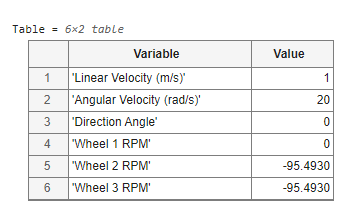 Table = 6×2 table
Variable Value
1 'Linear Velocity (m/s)' 1
2 'Angular Velocity (rad/s)' 20
3 'Direction Angle' 0
4 'Wheel 1 RPM' 0
5 'Wheel 2 RPM' -95.4930
6 'Wheel 3 RPM' -95.4930